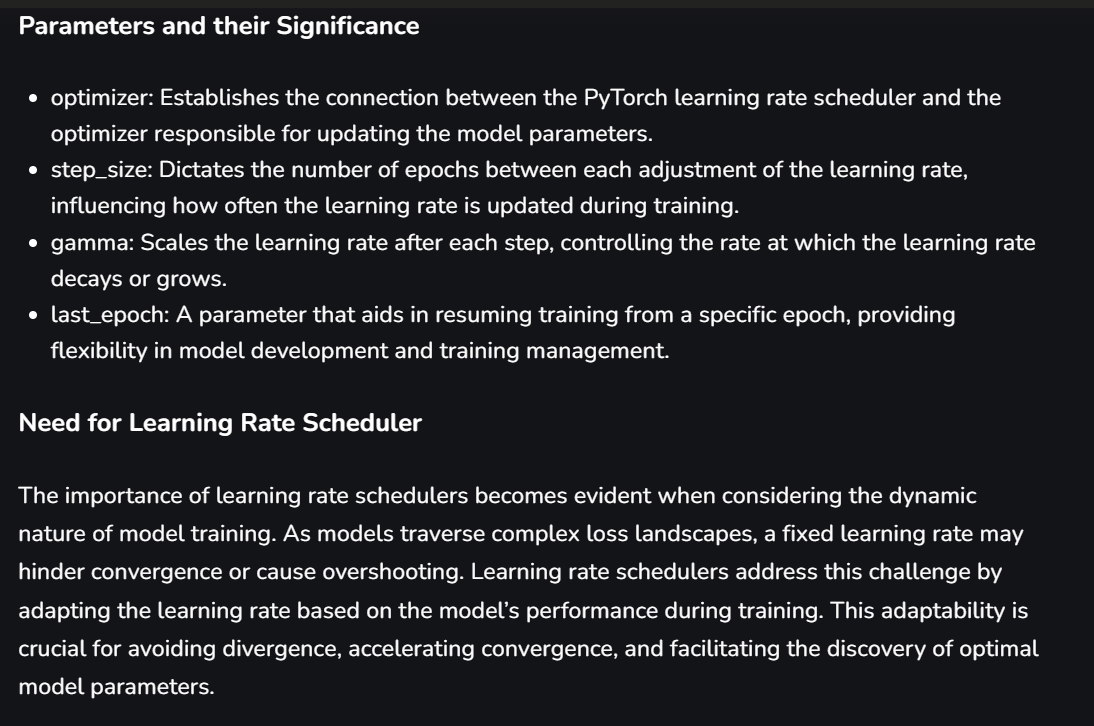 Parameters and their Significance
• optimizer: Establishes the connection between the PyTorch learning rate scheduler and the
optimizer responsible for updating the model parameters.
• step_size: Dictates the number of epochs between each adjustment of the learning rate,
influencing how often the learning rate is updated during training.
• gamma: Scales the learning rate after each step, controlling the rate at which the learning rate
decays or grows.
• last_epoch: A parameter that aids in resuming training from a specific epoch, providing
flexibility in model development and training management.
Need for Learning Rate Scheduler
The importance of learning rate schedulers becomes evident when considering the dynamic
nature of model training. As models traverse complex loss landscapes, a fixed learning rate may
hinder convergence or cause overshooting. Learning rate schedulers address this challenge by
adapting the learning rate based on the model’s performance during training. This adaptability is
crucial for avoiding divergence, accelerating convergence, and facilitating the discovery of optimal
model parameters.